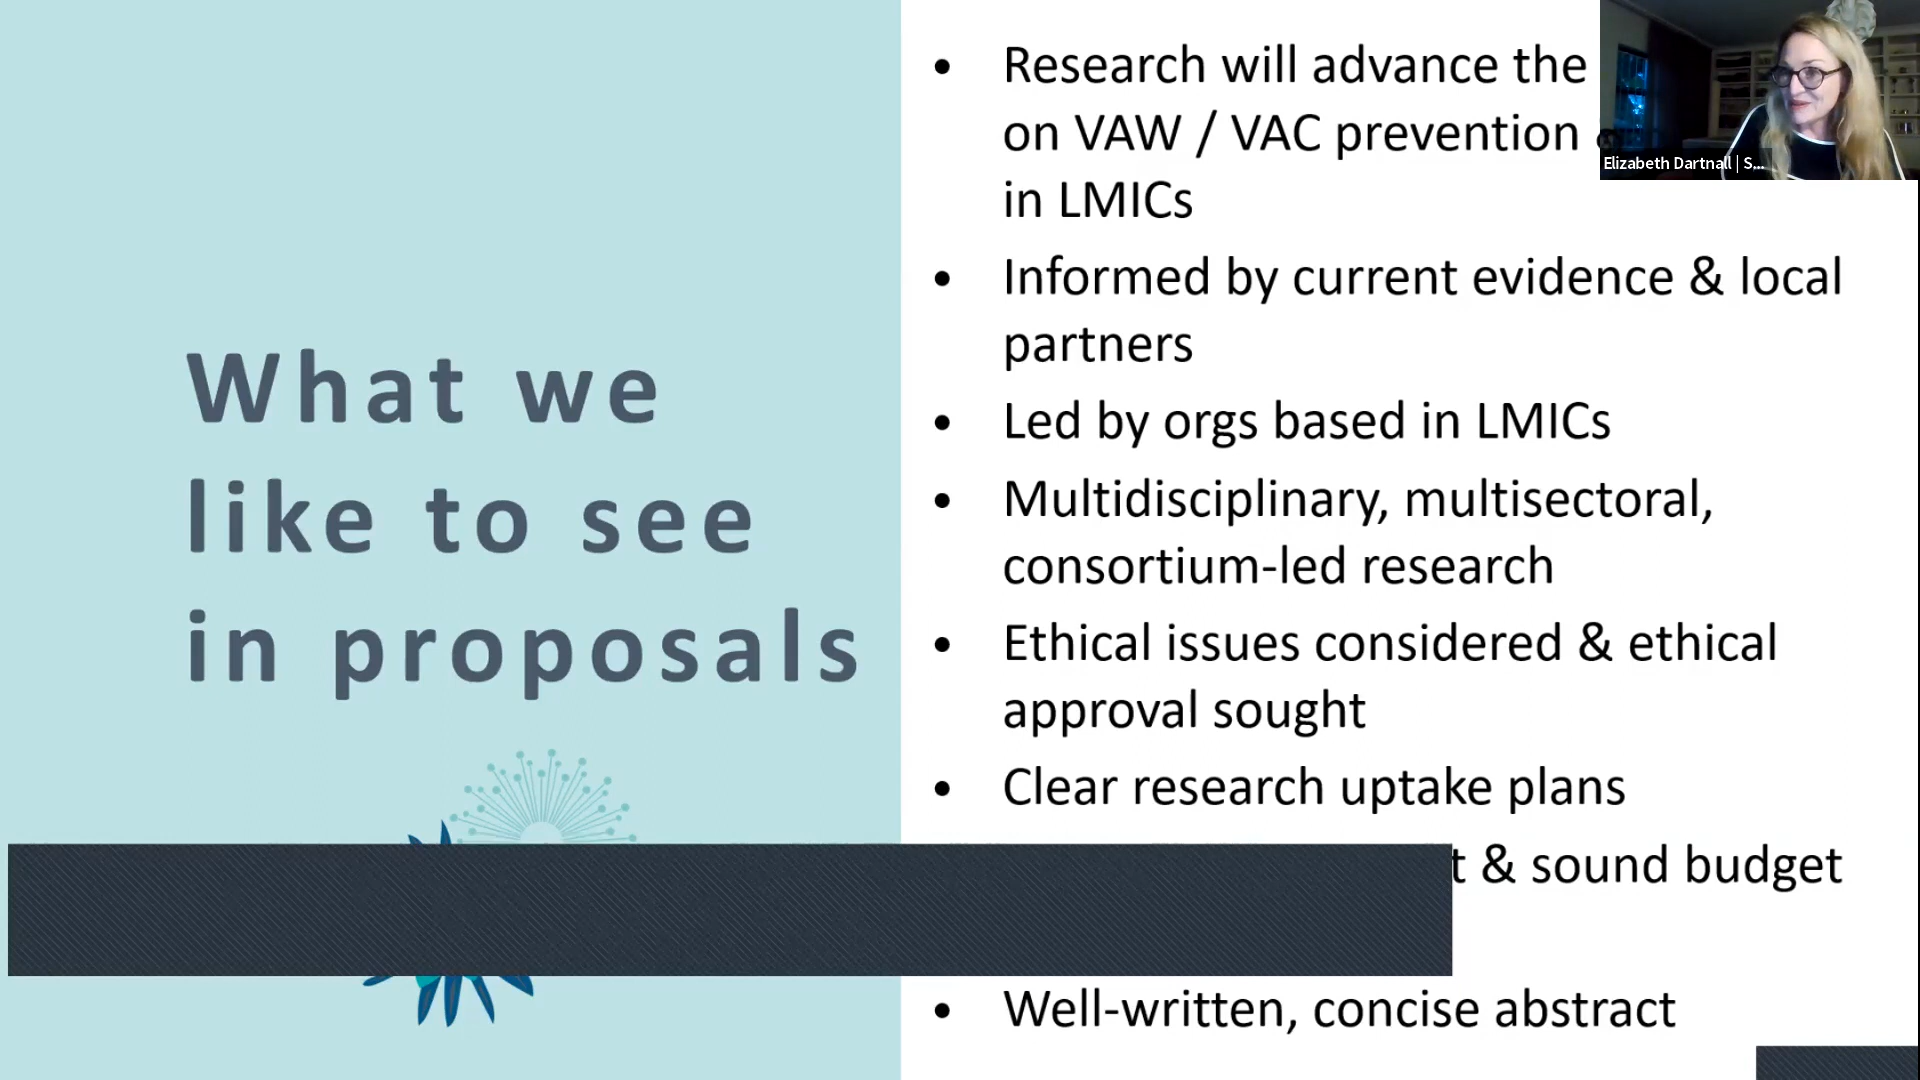 What we
like to see
in proposals
• Research will advance the
on VAW / VAC prevention
in LMICs
• Informed by current evidence & local
partners
• Led by orgs based in LMICs
• Multidisciplinary, multisectoral,
consortium-led research
• Ethical issues considered & ethical
approval sought
• Clear research uptake plans
& sound budget
• Well-written, concise abstract
Elizabeth Dartnall | S...